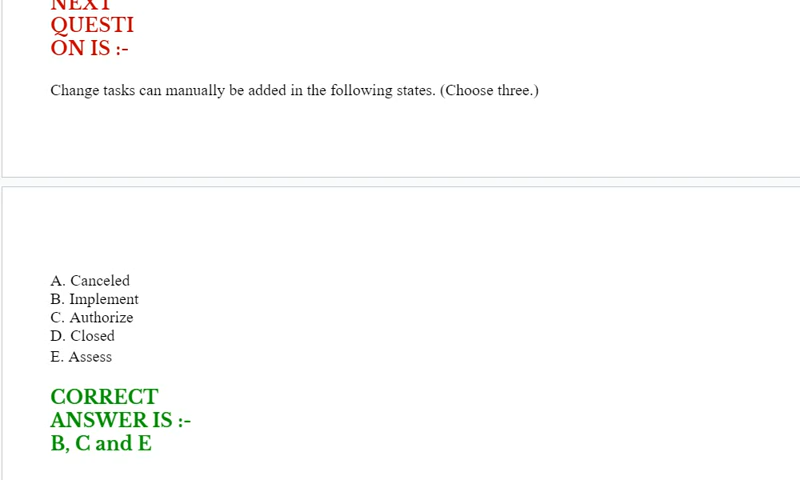 NEXT
QUESTI
ON IS :-
Change tasks can manually be added in the following states. (Choose three.)
A. Canceled
B. Implement
C. Authorize
D. Closed
E. Assess
CORRECT
ANSWER IS :-
B, C and E